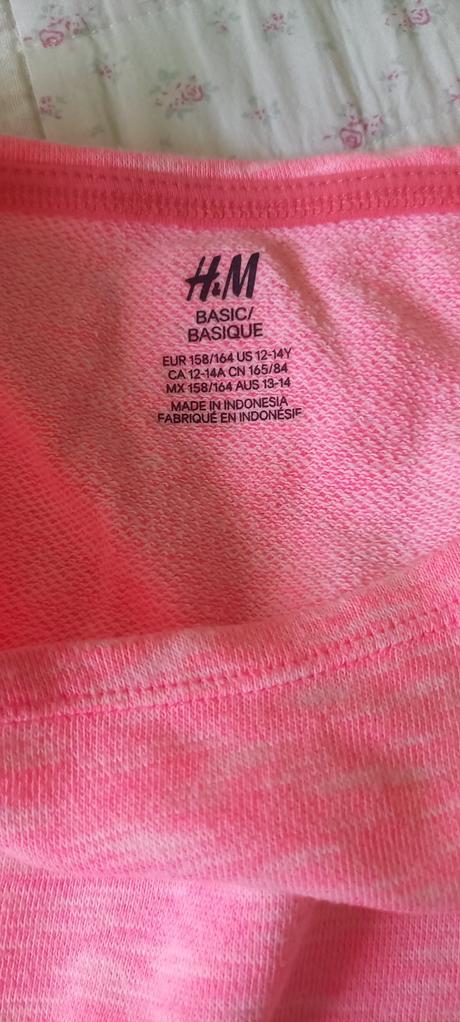 H&M
BASIC/
BASIQUE
EUR 158/164 US 12-14Y
CA 12-14A CN 165/84
MX 158/164 AUS 13-14
MADE IN INDONESIA
FABRIQUÉ EN INDONÉSIE